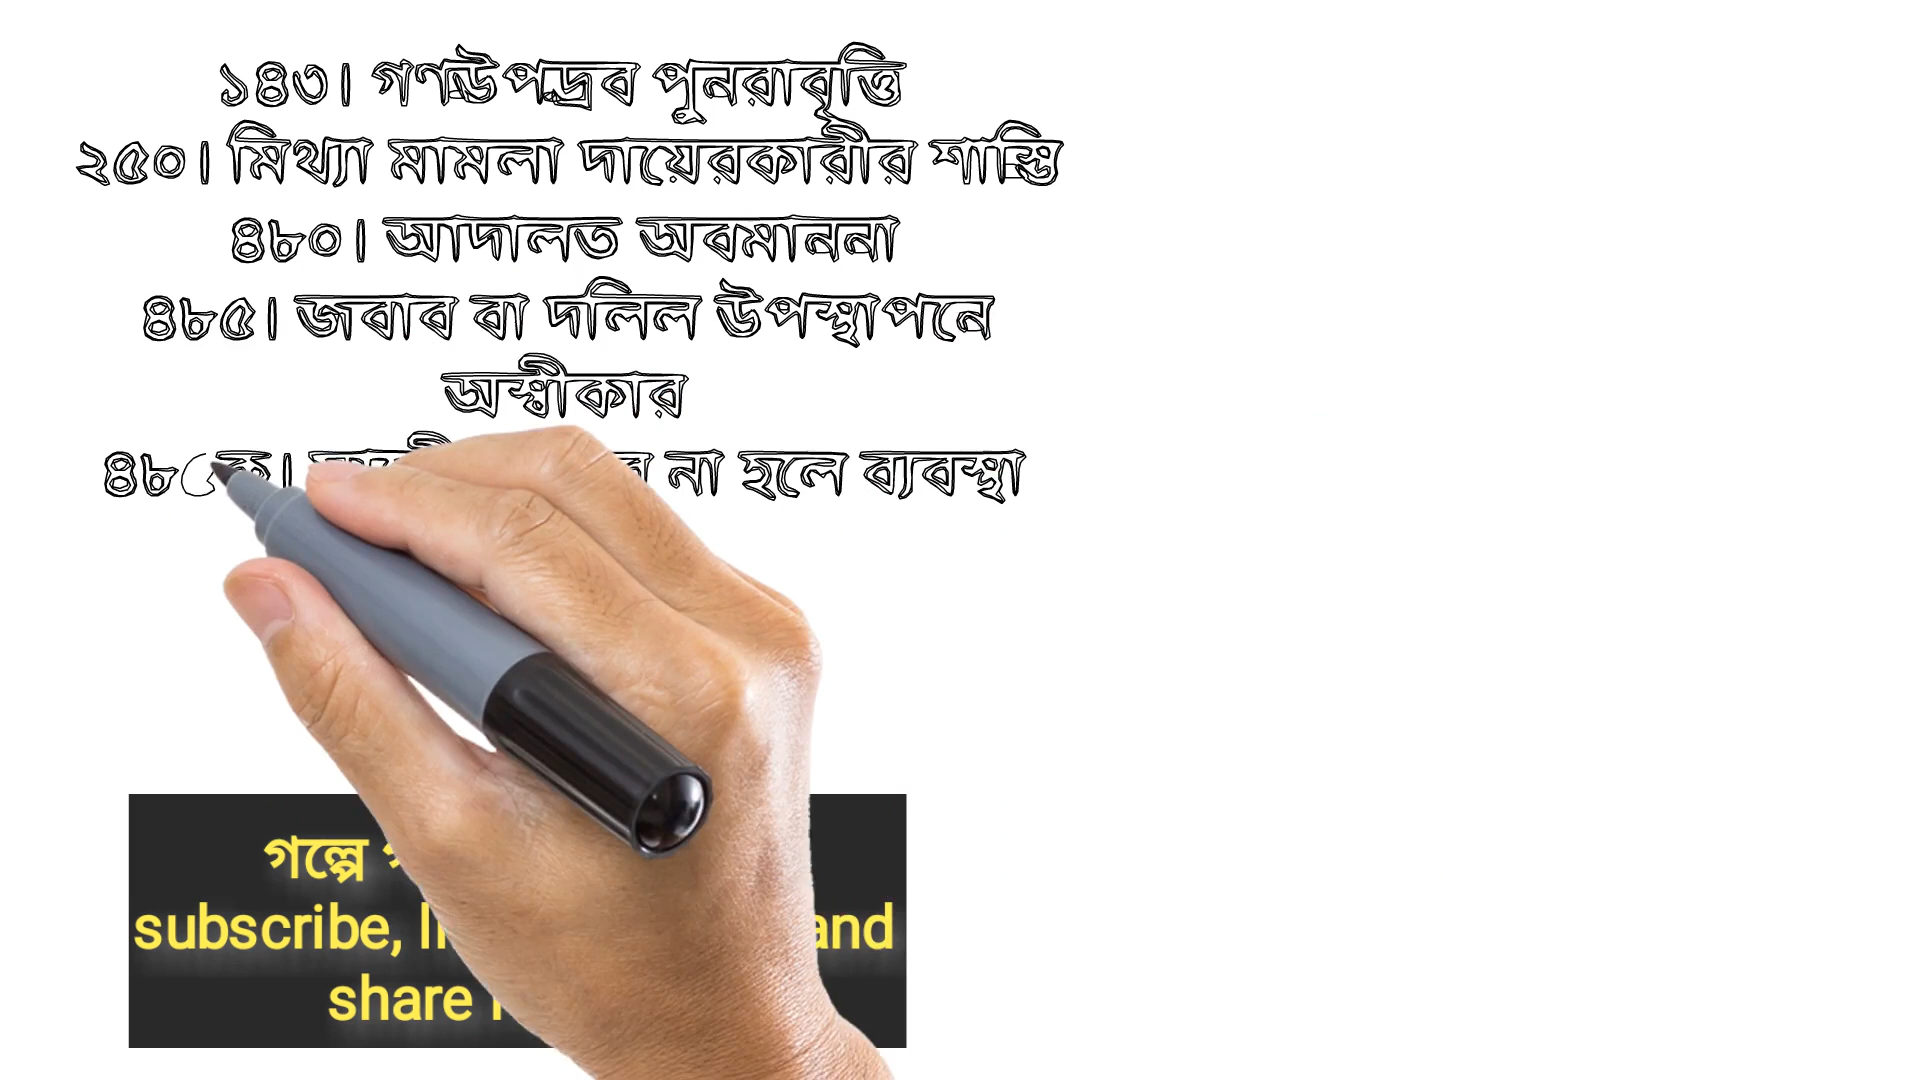 ১৪৩। গণউপদ্রব পূনরাবৃত্তি
২৫০। মিথ্যা মামলা দায়েরকারীর শাস্তি
৪৮০। আদালত অবমাননা
৪৮৫। জবাব বা দলিল উপস্থাপনে
অস্বীকার
না হলে ব্যবস্থা
গল্পে
subscribe, and
share